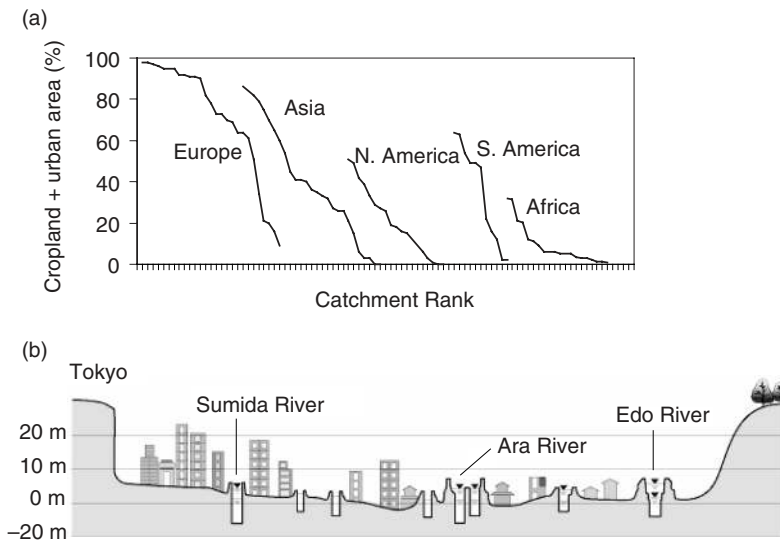 (a)
Cropland + urban area (%)
100
80
60
40
20
0
Europe
Asia
N. America
S. America
Africa
Catchment Rank
(b)
Tokyo
Sumida River
Ara River
Edo River
20 m
10 m
0 m
–20 m